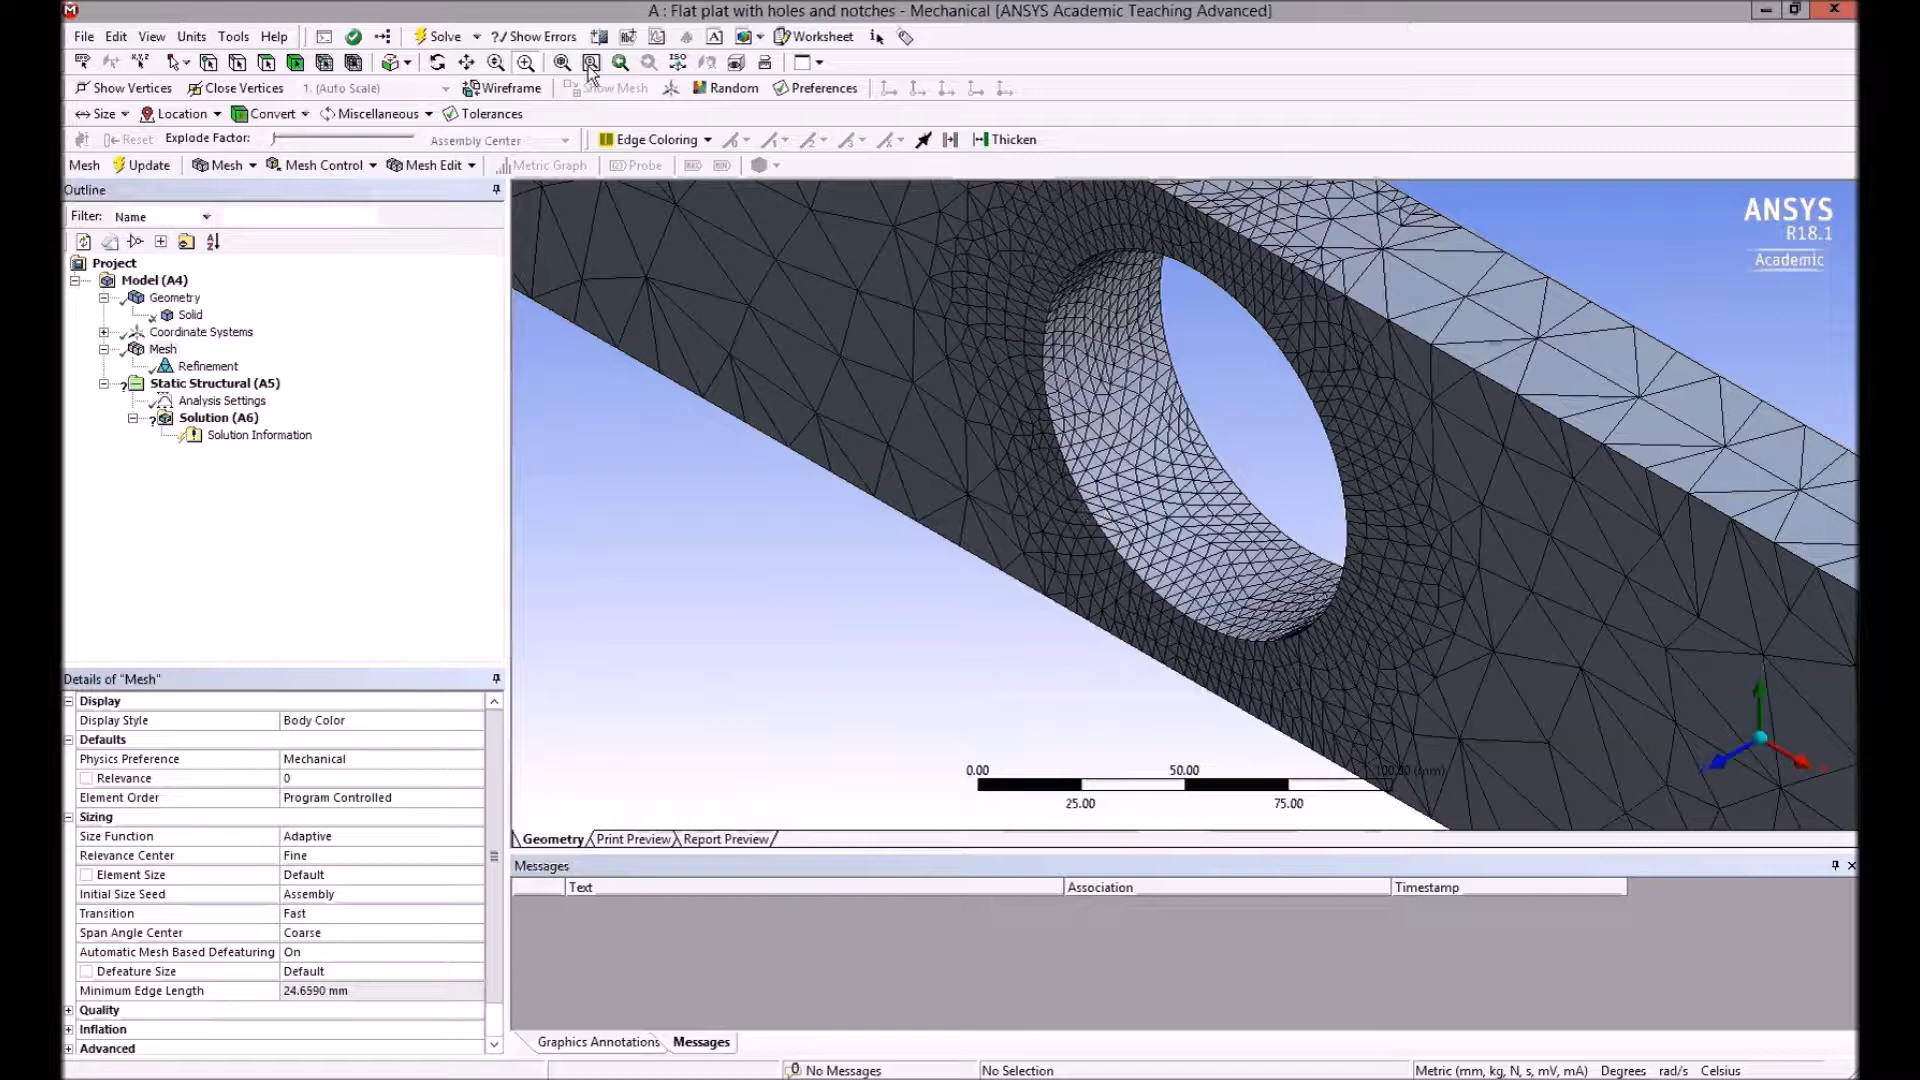 A : Flat plat with holes and notches - Mechanical [ANSYS Academic Teaching Advanced]
File Edit View Units Tools Help Solve ?/ Show Errors Worksheet
Show Vertices Close Vertices 1. (Auto Scale) Wireframe Show Mesh Random Preferences
Size Location Convert Miscellaneous Tolerances
Reset Explode Factor: Assembly Center Edge Coloring Thicken
Mesh Update Mesh Mesh Control Mesh Edit Metric Graph Probe
Outline
Filter: Name
Project
Model (A4)
Geometry
Solid
Coordinate Systems
Mesh
Refinement
Static Structural (A5)
Analysis Settings
Solution (A6)
Solution Information
ANSYS
R18.1
Academic
0.00 50.00 100.00 (mm)
25.00 75.00
Geometry Print Preview Report Preview
Details of "Mesh"
Display
Display Style Body Color
Defaults
Physics Preference Mechanical
Relevance 0
Element Order Program Controlled
Sizing
Size Function Adaptive
Relevance Center Fine
Element Size Default
Initial Size Seed Assembly
Transition Fast
Span Angle Center Coarse
Automatic Mesh Based Defeaturing On
Defeature Size Default
Minimum Edge Length 24.6590 mm
Quality
Inflation
Advanced
Messages
Text Association Timestamp
Graphics Annotations Messages
No Messages No Selection Metric (mm, kg, N, s, mV, mA) Degrees rad/s Celsius